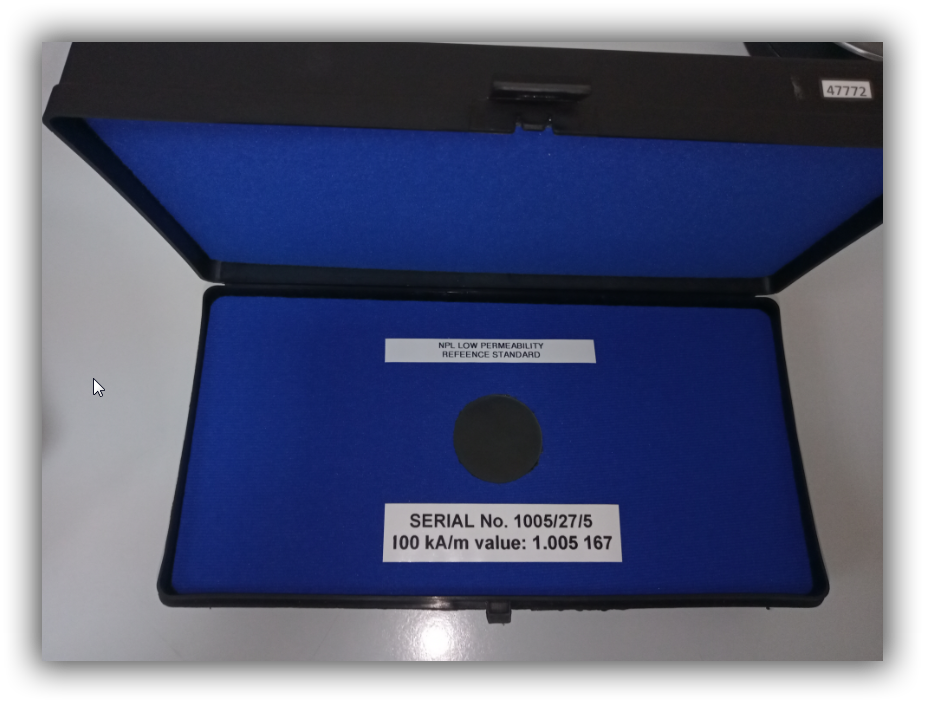 47772
NPL LOW PERMEABILITY
REFEENCE STANDARD
SERIAL No. 1005/27/5
100 kA/m value: 1.005 167